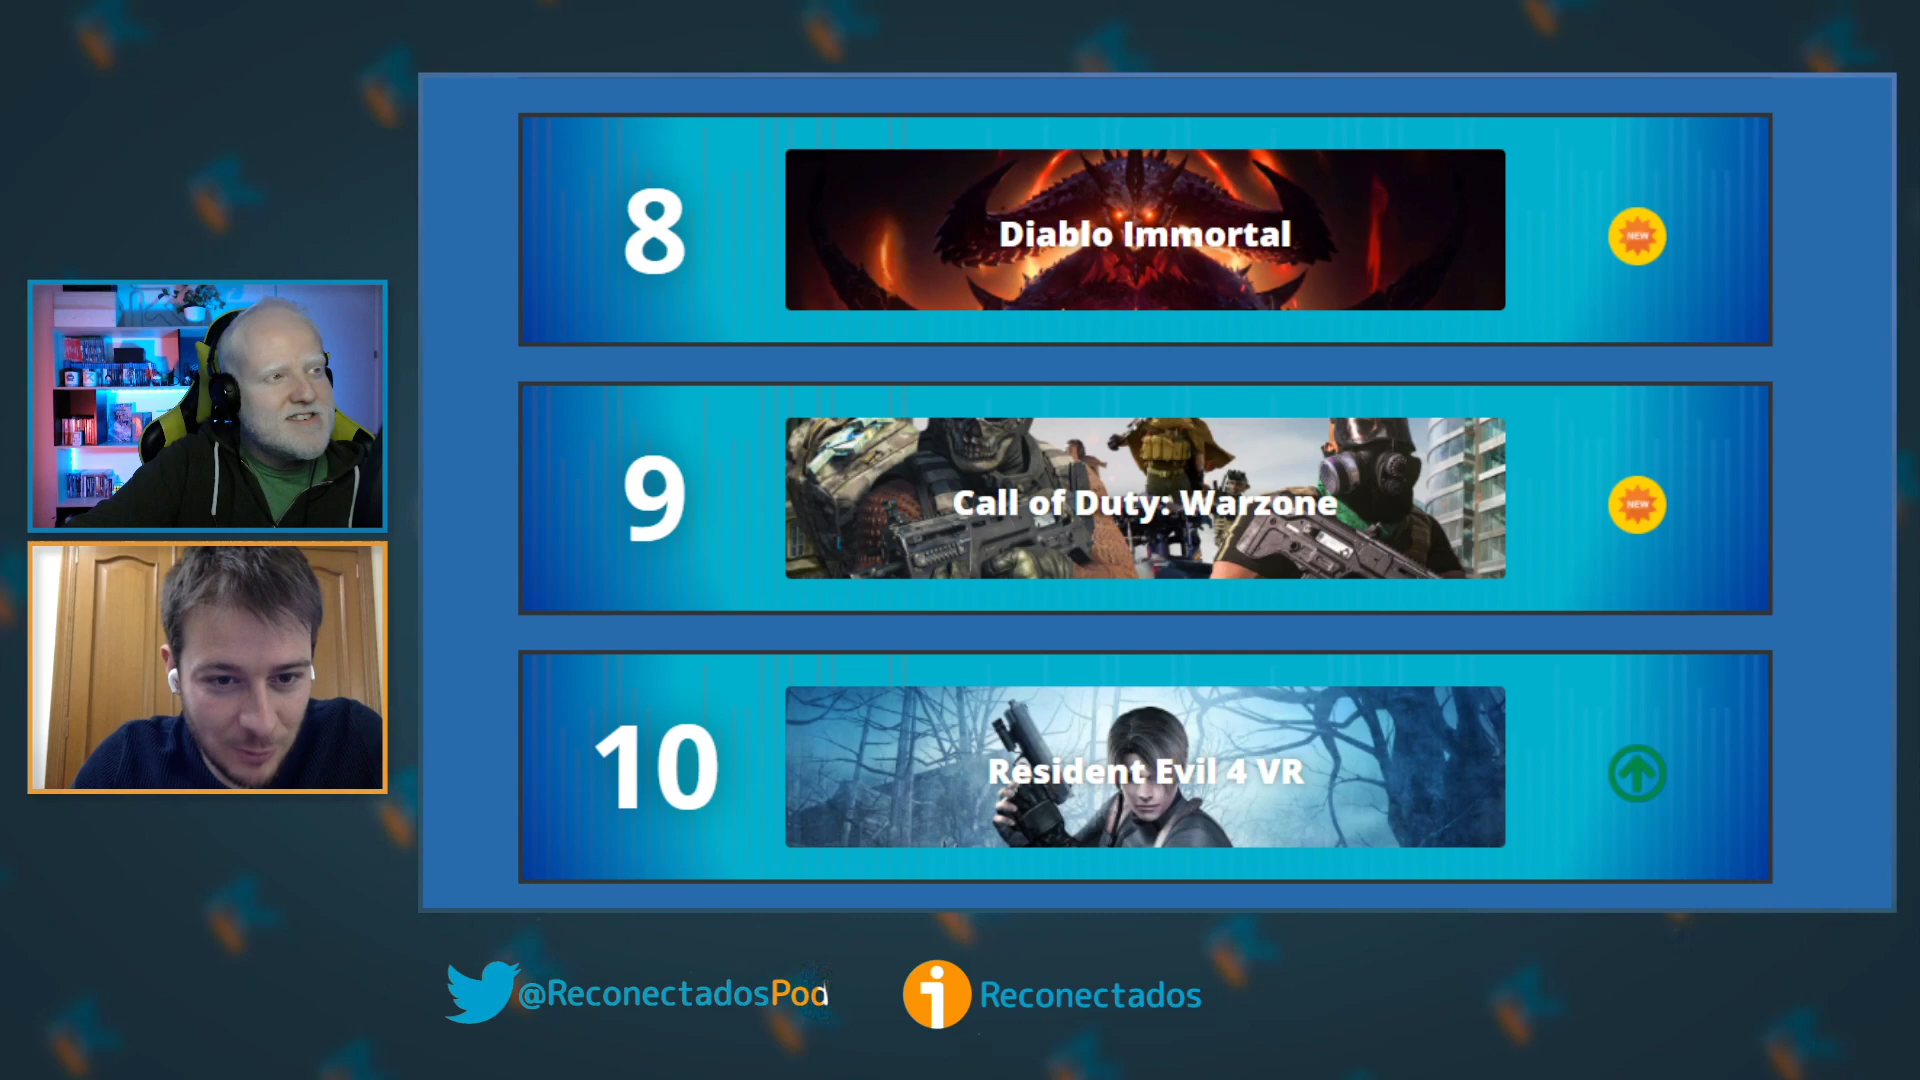 8
Diablo Immortal
NEW
9
Call of Duty: Warzone
NEW
10
Resident Evil 4 VR
@ReconectadosPod
Reconectados